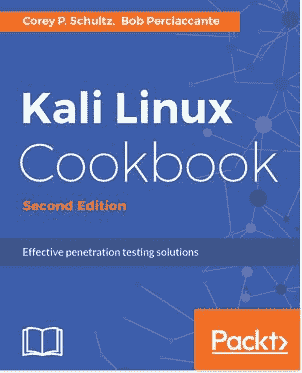 Corey P. Schultz, Bob Perciaccante
Kali Linux
Cookbook
Second Edition
Effective penetration testing solutions
Packt>